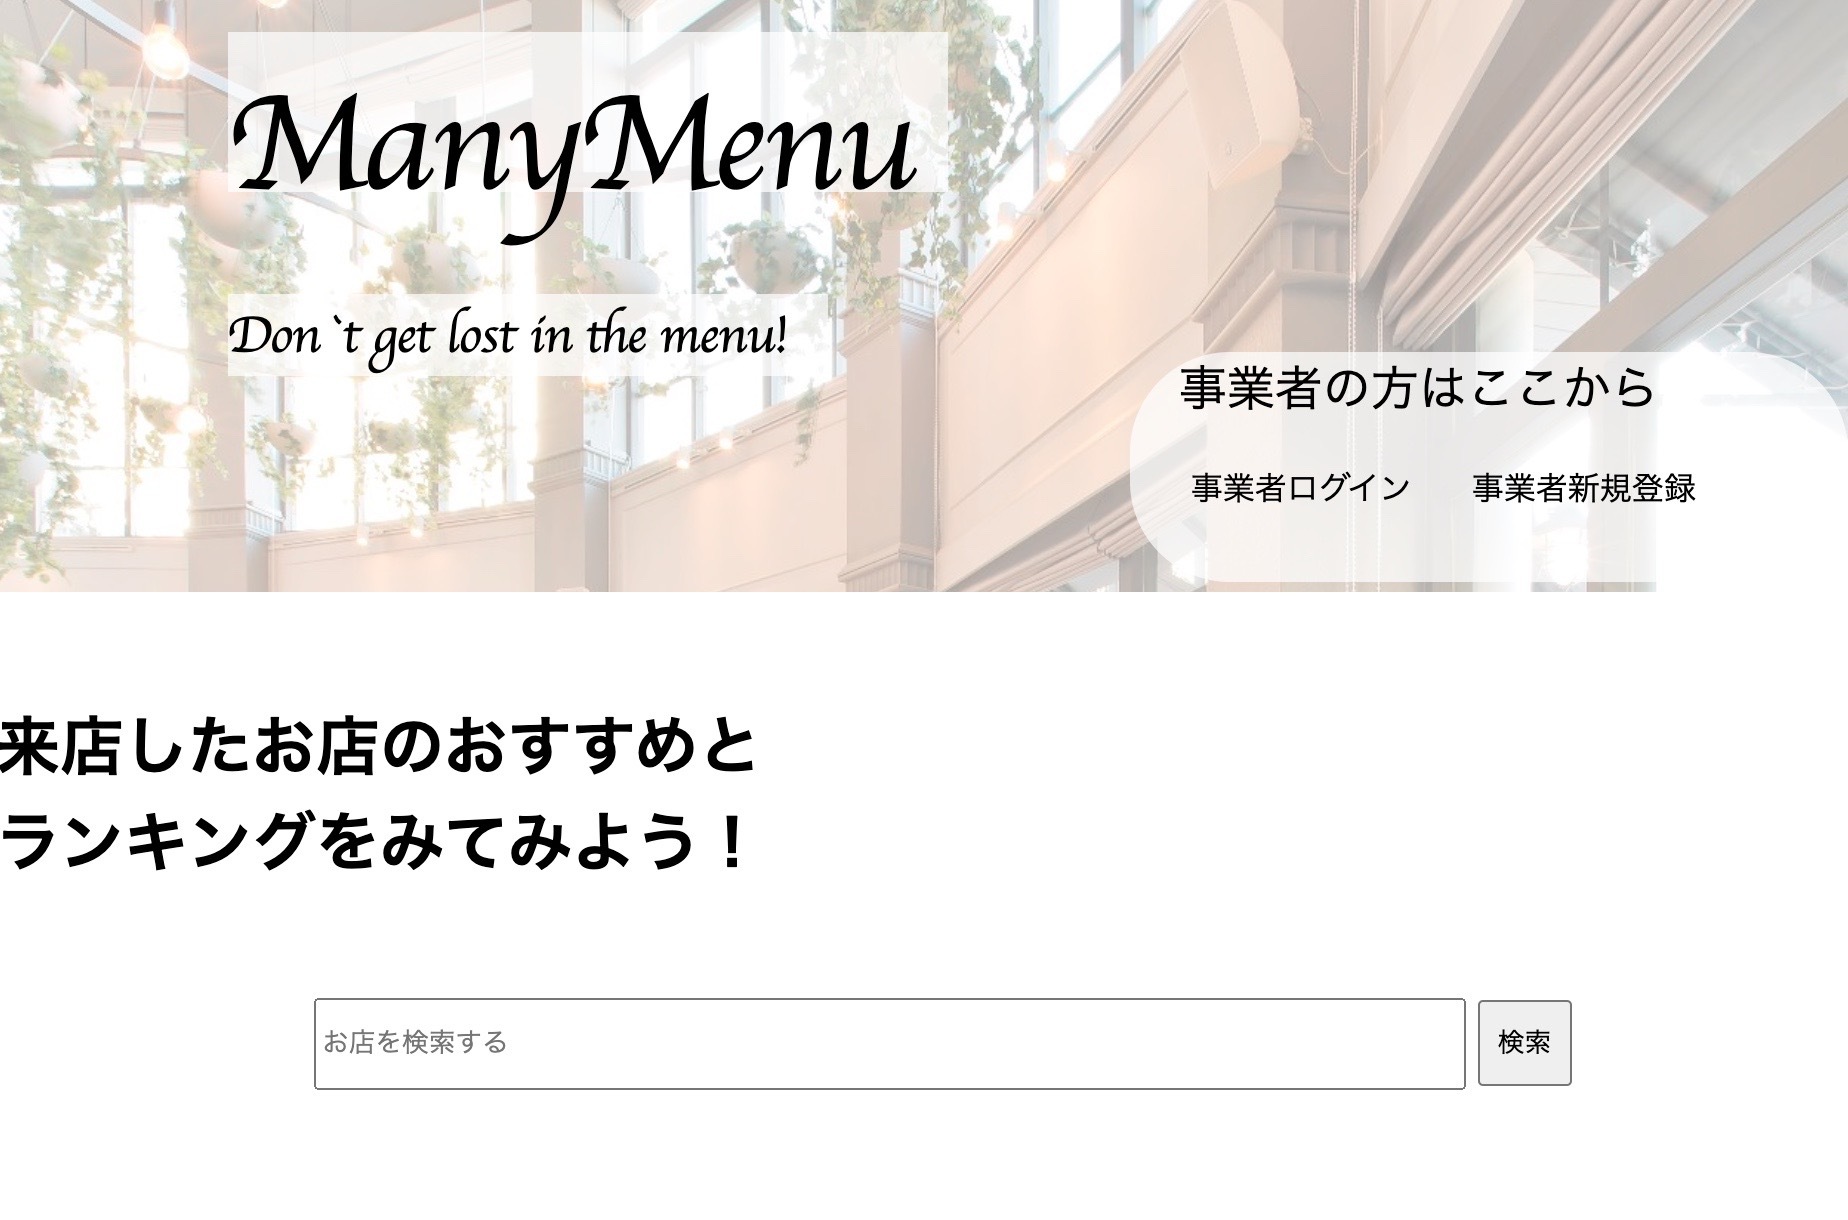 ManyMenu
Don`t get lost in the menu!
事業者の方はここから
事業者ログイン 事業者新規登録
来店したお店のおすすめと
ランキングをみてみよう！
お店を検索する 検索